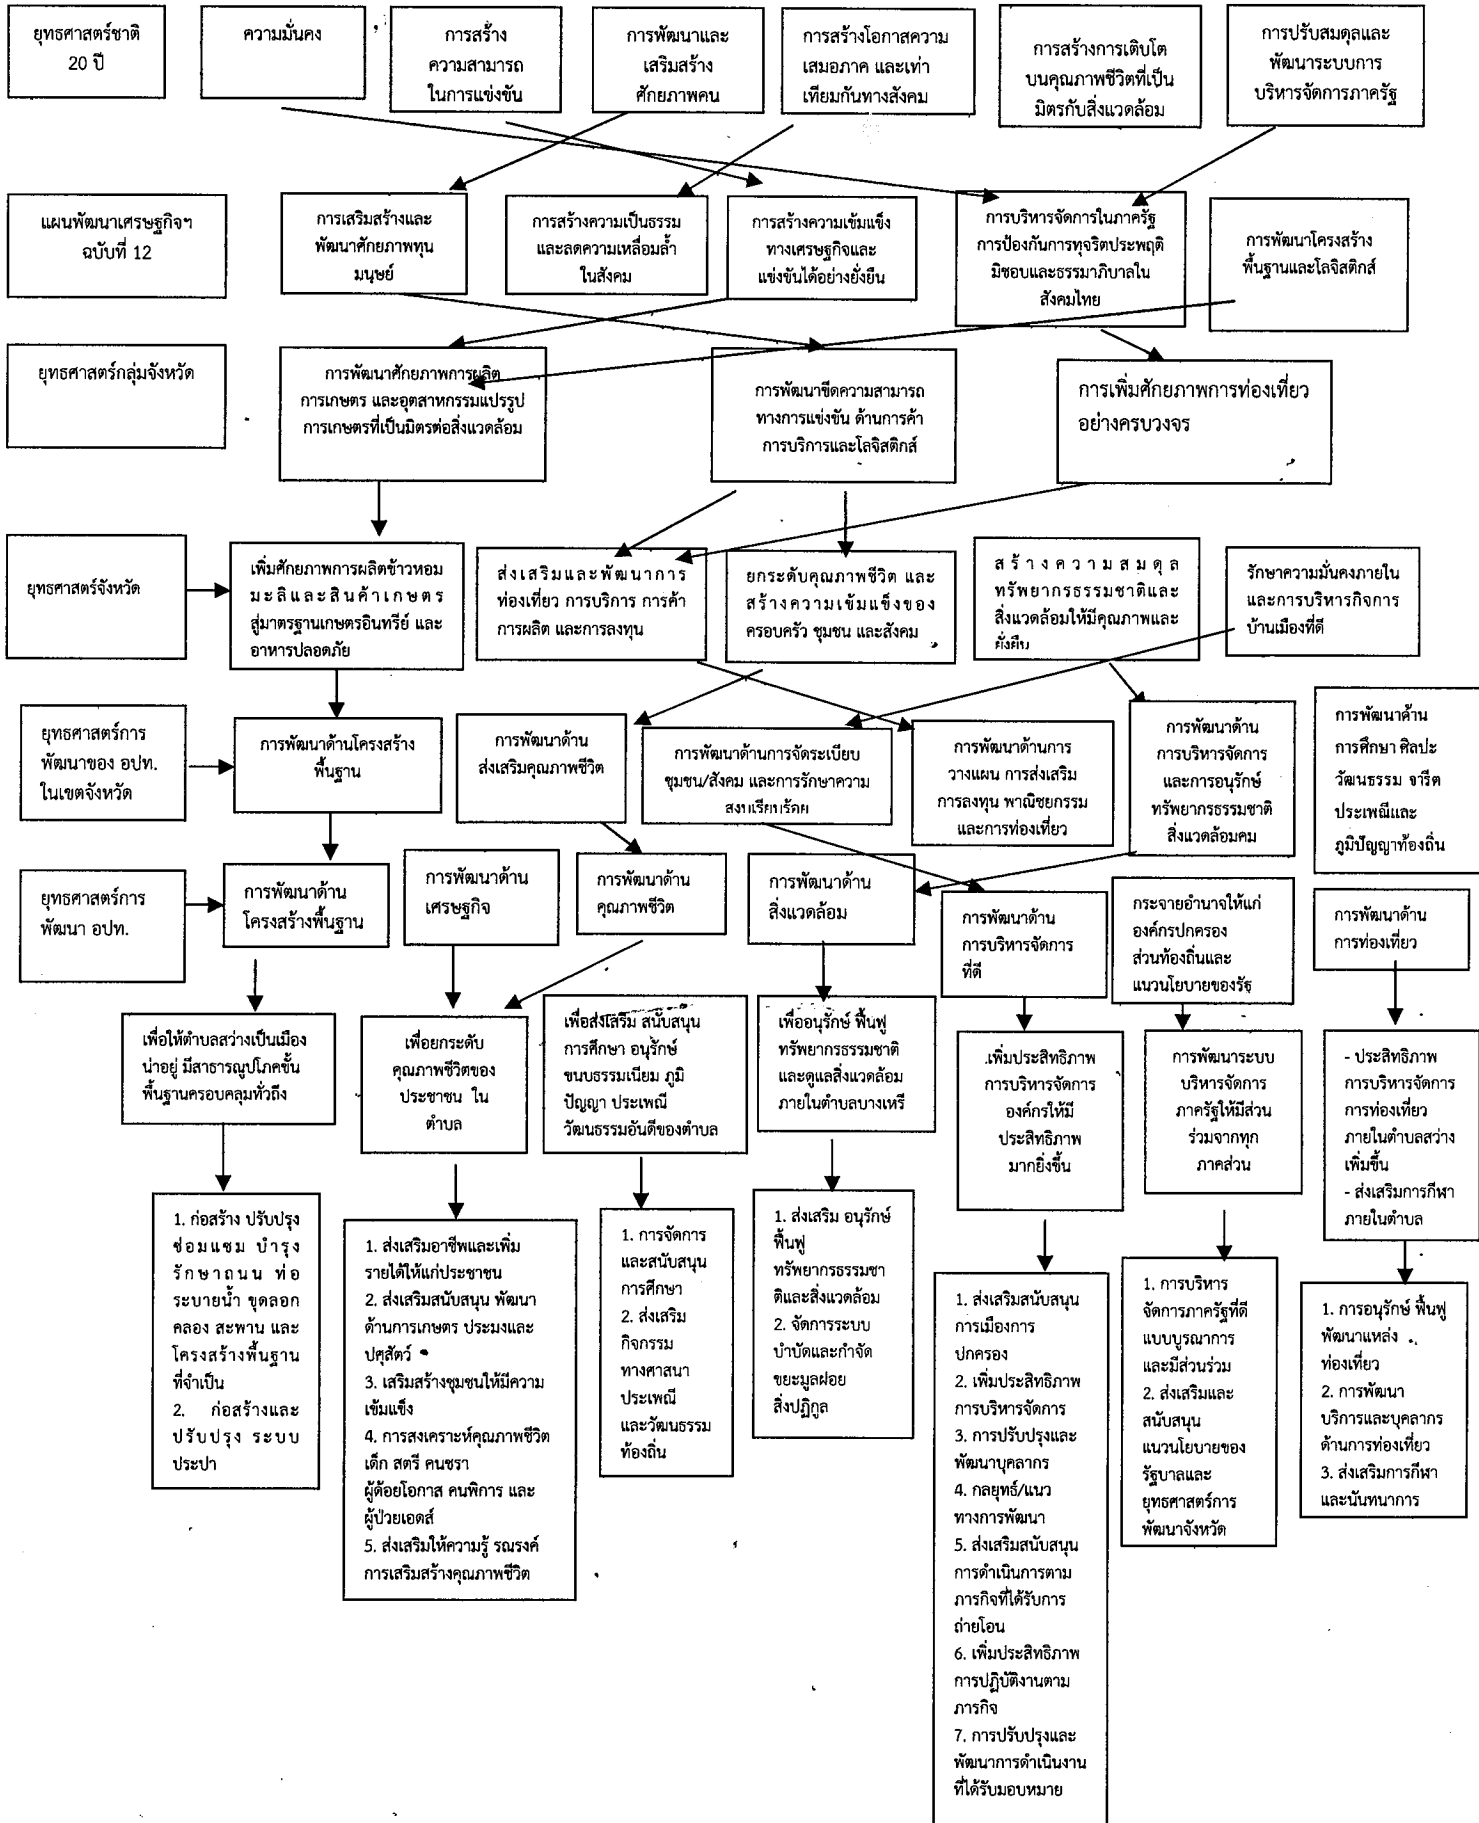 ยุทธศาสตร์ชาติ
20 ปี
ความมั่นคง
การสร้าง
ความสามารถ
ในการแข่งขัน
การพัฒนาและ
เสริมสร้าง
ศักยภาพคน
การสร้างโอกาสความ
เสมอภาค และเท่า
เทียมกันทางสังคม
การสร้างการเติบโต
บนคุณภาพชีวิตที่เป็น
มิตรกับสิ่งแวดล้อม
การปรับสมดุลและ
พัฒนาระบบการ
บริหารจัดการภาครัฐ
แผนพัฒนาเศรษฐกิจฯ
ฉบับที่ 12
การเสริมสร้างและ
พัฒนาศักยภาพทุน
มนุษย์
การสร้างความเป็นธรรม
และลดความเหลื่อมล้ำ
ในสังคม
การสร้างความเข้มแข็ง
ทางเศรษฐกิจและ
แข่งขันได้อย่างยั่งยืน
การบริหารจัดการในภาครัฐ
การป้องกันการทุจริตประพฤติ
มิชอบและธรรมาภิบาลใน
สังคมไทย
การพัฒนาโครงสร้าง
พื้นฐานและโลจิสติกส์
ยุทธศาสตร์กลุ่มจังหวัด
การพัฒนาศักยภาพการผลิต
การเกษตร และอุตสาหกรรมแปรรูป
การเกษตรที่เป็นมิตรต่อสิ่งแวดล้อม
การพัฒนาขีดความสามารถ
ทางการแข่งขัน ด้านการค้า
การบริการและโลจิสติกส์
การเพิ่มศักยภาพการท่องเที่ยว
อย่างครบวงจร
ยุทธศาสตร์จังหวัด
เพิ่มศักยภาพการผลิตข้าวหอม
มะลิและสินค้าเกษตร
สู่มาตรฐานเกษตรอินทรีย์ และ
อาหารปลอดภัย
ส่งเสริมและพัฒนาการ
ท่องเที่ยว การบริการ การค้า
การผลิต และการลงทุน
ยกระดับคุณภาพชีวิต และ
สร้างความเข้มแข็งของ
ครอบครัว ชุมชน และสังคม
สร้างความสมดุล
ทรัพยากรธรรมชาติและ
สิ่งแวดล้อมให้มีคุณภาพและ
ยั่งยืน
รักษาความมั่นคงภายใน
และการบริหารกิจการ
บ้านเมืองที่ดี
ยุทธศาสตร์การ
พัฒนาของ อปท.
ในเขตจังหวัด
การพัฒนาด้านโครงสร้าง
พื้นฐาน
การพัฒนาด้าน
ส่งเสริมคุณภาพชีวิต
การพัฒนาด้านการจัดระเบียบ
ชุมชน/สังคม และการรักษาความ
สงบเรียบร้อย
การพัฒนาด้านการ
วางแผน การส่งเสริม
การลงทุน พาณิชยกรรม
และการท่องเที่ยว
การพัฒนาด้าน
การบริหารจัดการ
และการอนุรักษ์
ทรัพยากรธรรมชาติ
สิ่งแวดล้อมคม
การพัฒนาด้าน
การศึกษา ศิลปะ
วัฒนธรรม จารีต
ประเพณีและ
ภูมิปัญญาท้องถิ่น
ยุทธศาสตร์การ
พัฒนา อปท.
การพัฒนาด้าน
โครงสร้างพื้นฐาน
การพัฒนาด้าน
เศรษฐกิจ
การพัฒนาด้าน
คุณภาพชีวิต
การพัฒนาด้าน
สิ่งแวดล้อม
การพัฒนาด้าน
การบริหารจัดการ
ที่ดี
กระจายอำนาจให้แก่
องค์กรปกครอง
ส่วนท้องถิ่นและ
แนวนโยบายของรัฐ
การพัฒนาด้าน
การท่องเที่ยว
เพื่อให้ตำบลสว่างเป็นเมือง
น่าอยู่ มีสาธารณูปโภคขั้น
พื้นฐานครอบคลุมทั่วถึง
เพื่อยกระดับ
คุณภาพชีวิตของ
ประชาชน ใน
ตำบล
เพื่อส่งเสริม สนับสนุน
การศึกษา อนุรักษ์
ขนบธรรมเนียม ภูมิ
ปัญญา ประเพณี
วัฒนธรรมอันดีของตำบล
เพื่ออนุรักษ์ ฟื้นฟู
ทรัพยากรธรรมชาติ
และดูแลสิ่งแวดล้อม
ภายในตำบลบางเหรี
เพิ่มประสิทธิภาพ
การบริหารจัดการ
องค์กรให้มี
ประสิทธิภาพ
มากยิ่งขึ้น
การพัฒนาระบบ
บริหารจัดการ
ภาครัฐให้มีส่วน
ร่วมจากทุก
ภาคส่วน
- ประสิทธิภาพ
การบริหารจัดการ
การท่องเที่ยว
ภายในตำบลสว่าง
เพิ่มขึ้น
- ส่งเสริมการกีฬา
ภายในตำบล
1. ก่อสร้าง ปรับปรุง
ซ่อมแซม บำรุง
รักษาถนน ท่อ
ระบายน้ำ ขุดลอก
คลอง สะพาน และ
โครงสร้างพื้นฐาน
ที่จำเป็น
2. ก่อสร้างและ
ปรับปรุง ระบบ
ประปา
1. ส่งเสริมอาชีพและเพิ่ม
รายได้ให้แก่ประชาชน
2. ส่งเสริมสนับสนุน พัฒนา
ด้านการเกษตร ประมงและ
ปศุสัตว์
3. เสริมสร้างชุมชนให้มีความ
เข้มแข็ง
4. การสงเคราะห์คุณภาพชีวิต
เด็ก สตรี คนชรา
ผู้ด้อยโอกาส คนพิการ และ
ผู้ป่วยเอดส์
5. ส่งเสริมให้ความรู้ รณรงค์
การเสริมสร้างคุณภาพชีวิต
1. การจัดการ
และสนับสนุน
การศึกษา
2. ส่งเสริม
กิจกรรม
ทางศาสนา
ประเพณี
และวัฒนธรรม
ท้องถิ่น
1. ส่งเสริม อนุรักษ์
ฟื้นฟู
ทรัพยากรธรรมชา
ติและสิ่งแวดล้อม
2. จัดการระบบ
บำบัดและกำจัด
ขยะมูลฝอย
สิ่งปฏิกูล
1. ส่งเสริมสนับสนุน
การเมืองการ
ปกครอง
2. เพิ่มประสิทธิภาพ
การบริหารจัดการ
3. การปรับปรุงและ
พัฒนาบุคลากร
4. กลยุทธ์/แนว
ทางการพัฒนา
5. ส่งเสริมสนับสนุน
การดำเนินการตาม
ภารกิจที่ได้รับการ
ถ่ายโอน
6. เพิ่มประสิทธิภาพ
การปฏิบัติงานตาม
ภารกิจ
7. การปรับปรุงและ
พัฒนาการดำเนินงาน
ที่ได้รับมอบหมาย
1. การบริหาร
จัดการภาครัฐที่ดี
แบบบูรณาการ
และมีส่วนร่วม
2. ส่งเสริมและ
สนับสนุน
แนวนโยบายของ
รัฐบาลและ
ยุทธศาสตร์การ
พัฒนาจังหวัด
1. การอนุรักษ์ ฟื้นฟู
พัฒนาแหล่ง
ท่องเที่ยว
2. การพัฒนา
บริการและบุคลากร
ด้านการท่องเที่ยว
3. ส่งเสริมการกีฬา
และนันทนาการ